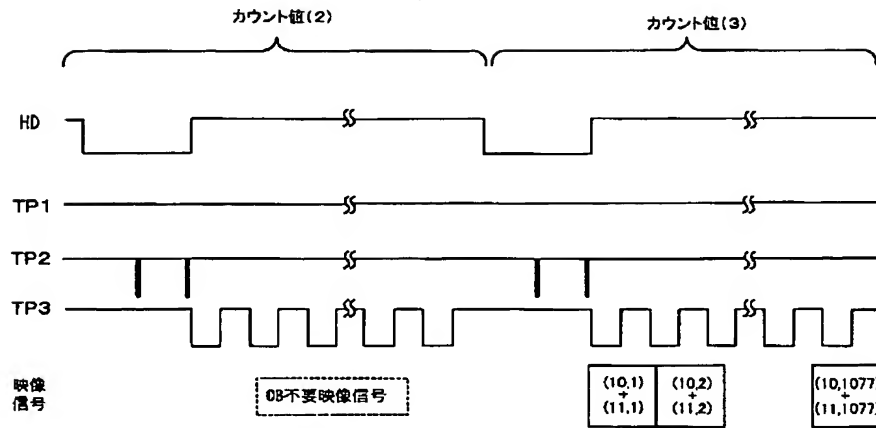 カウント値(2)
カウント値(3)
HD
TP1
TP2
TP3
映像
信号
OB不要映像信号
(10,1)
+
(11,1)
(10,2)
+
(11,2)
(10,1077)
+
(11,1077)